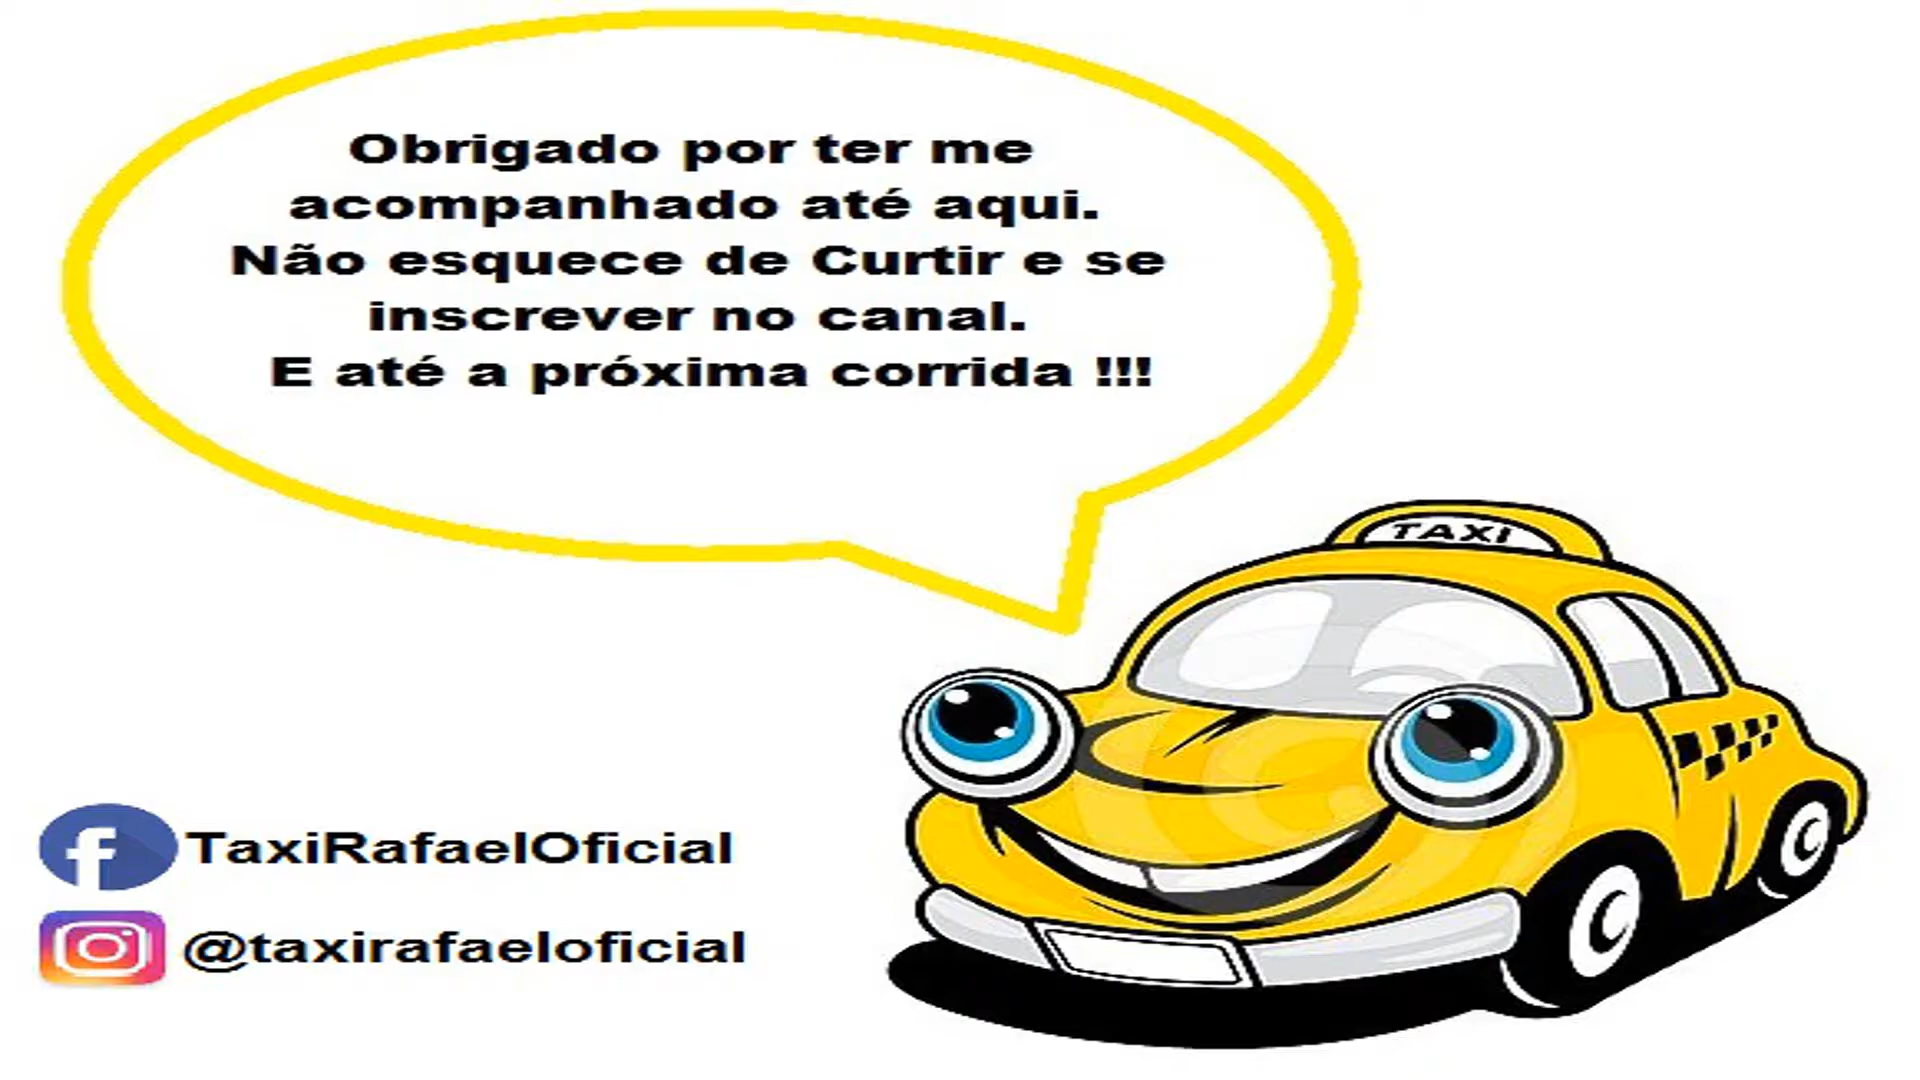 Obrigado por ter me
acompanhado até aqui.
Não esquece de Curtir e se
inscrever no canal.
E até a próxima corrida !!!
TAXI
TaxiRafaelOficial
@taxirafaeloficial